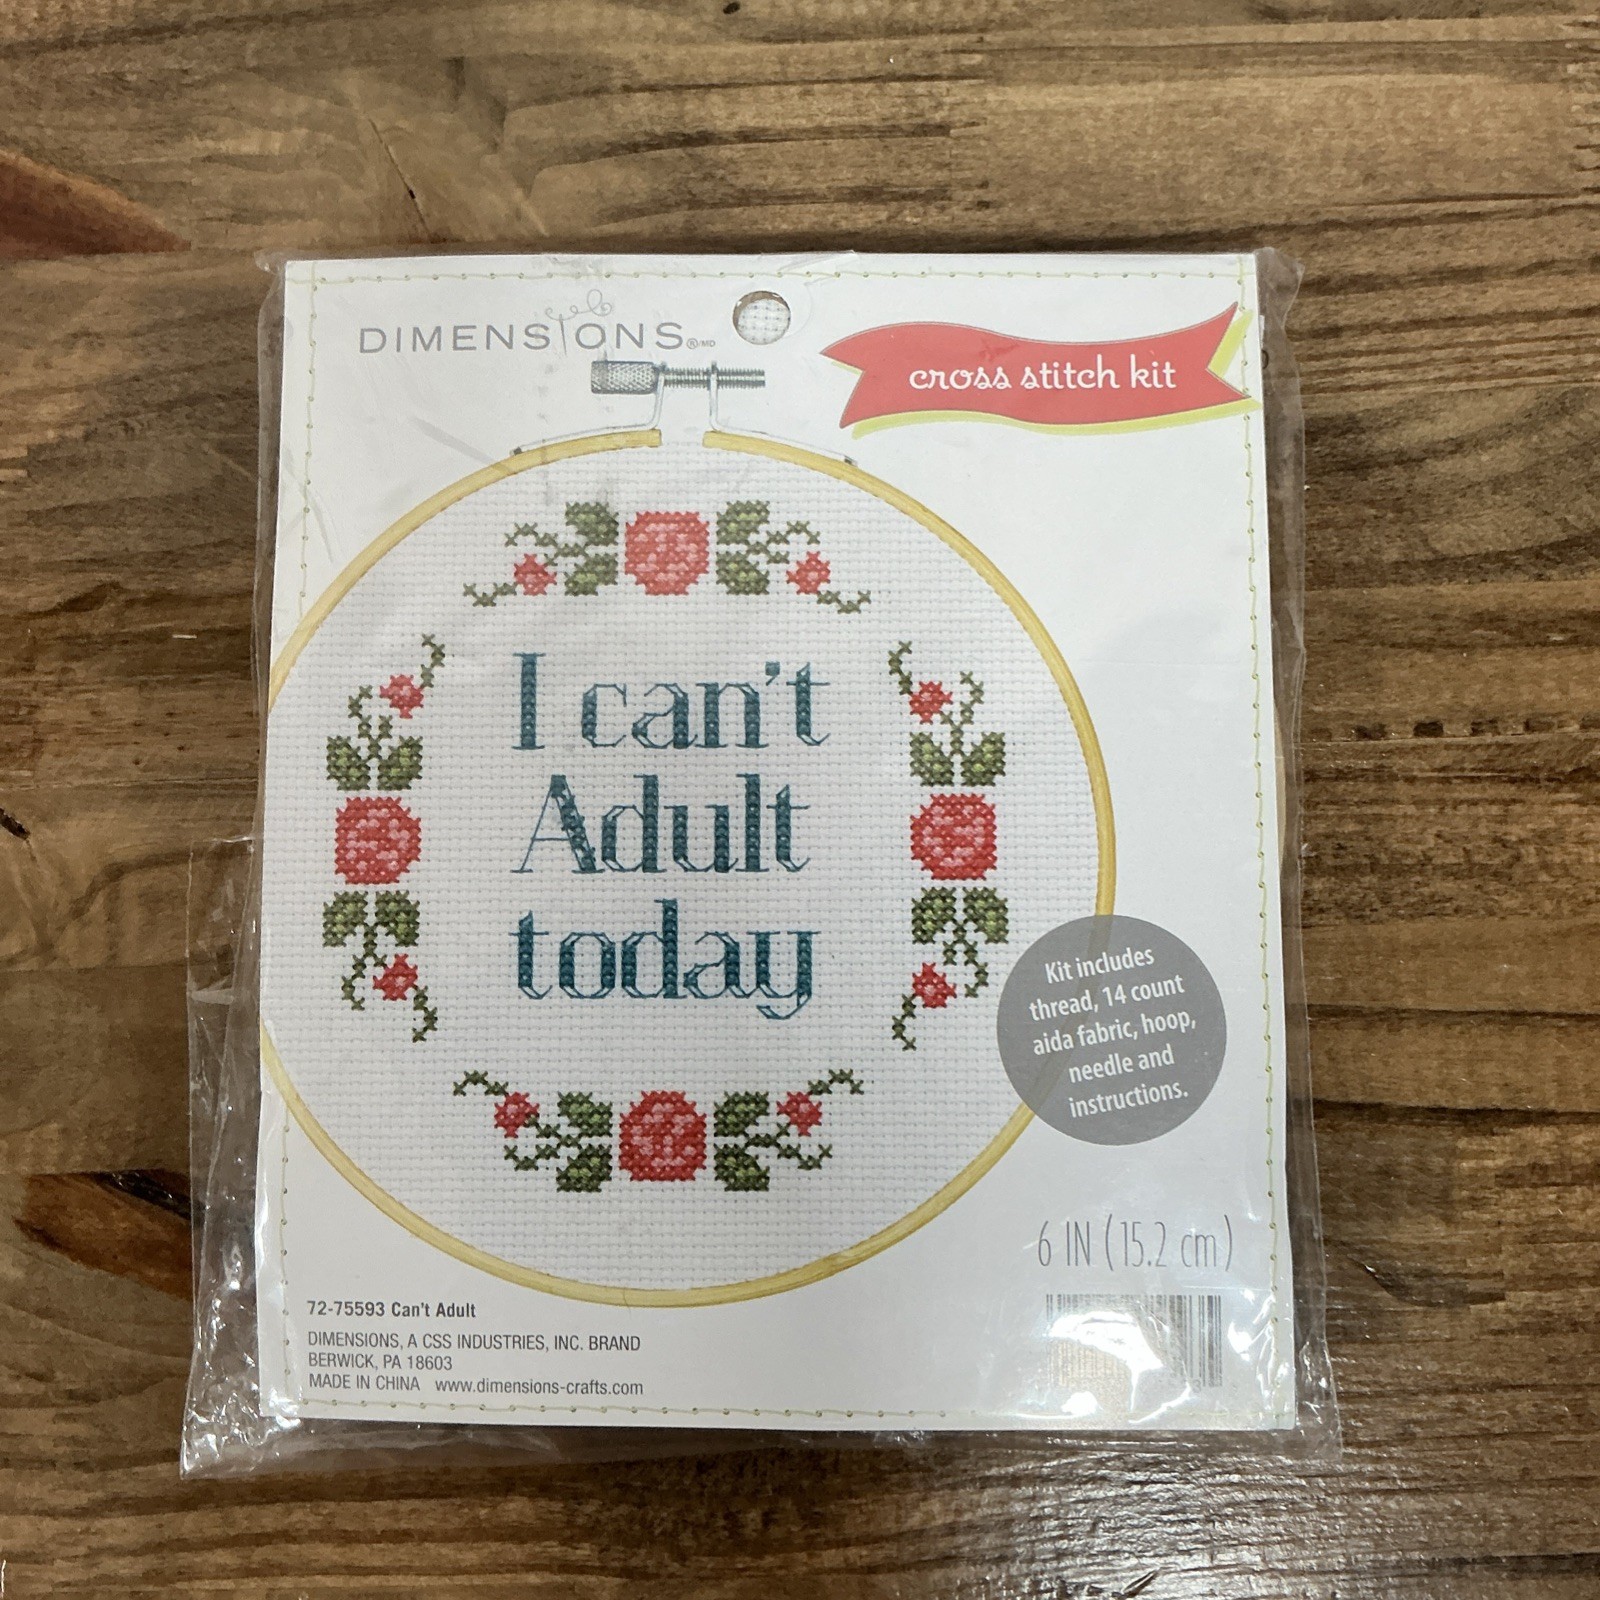 DIMENSIONS®/MD
cross stitch kit
I can't
Adult
today
Kit includes
thread, 14 count
aida fabric, hoop,
needle and
instructions.
6 IN (15.2 cm)
72-75593 Can't Adult
DIMENSIONS, A CSS INDUSTRIES, INC. BRAND
BERWICK, PA 18603
MADE IN CHINA www.dimensions-crafts.com